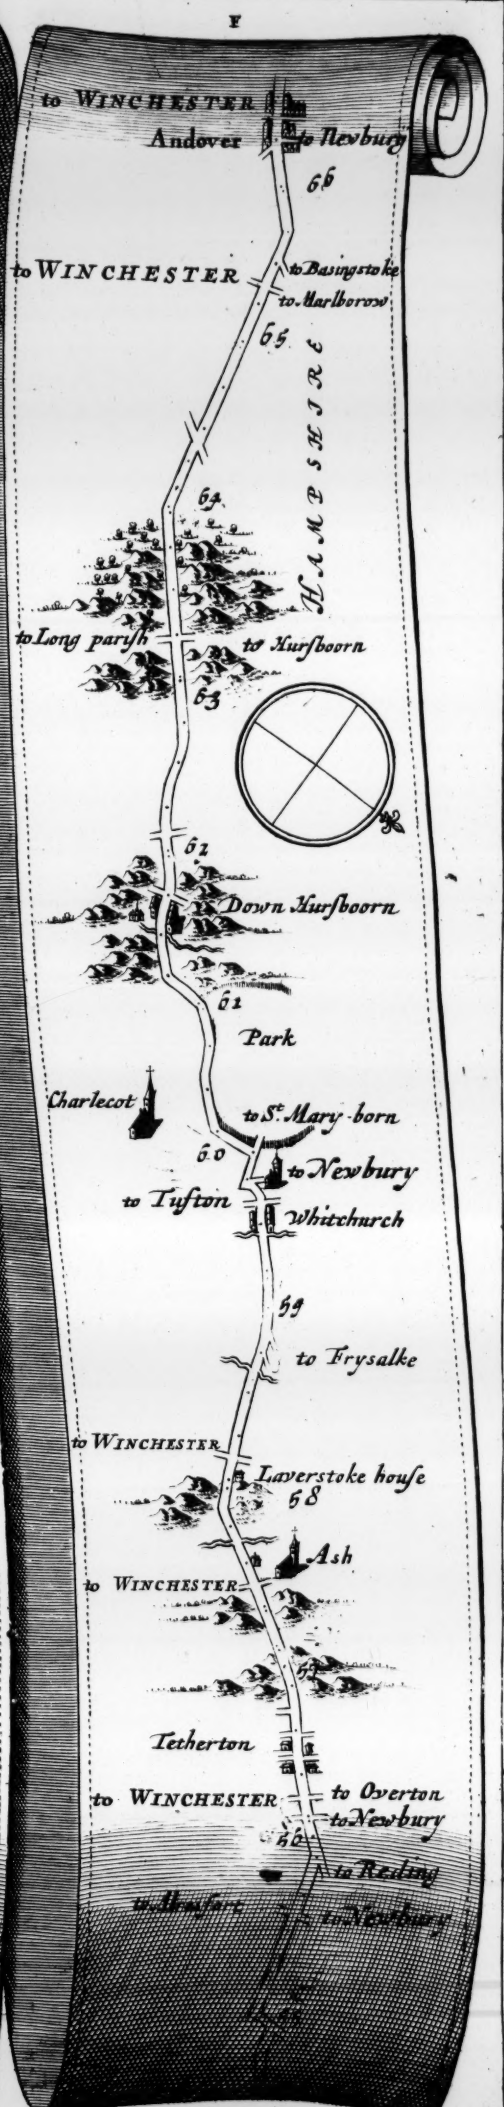 F
to WINCHESTER
Andover
to Newbury
66
to WINCHESTER
to Basingstoke
to Marlborow
65
HAMPSHIRE
64
to Long parish
to Hursboorn
63
62
Down Hursboorn
61
Park
Charlecot
to St. Mary born
60
to Newbury
to Tufton
Whitchurch
59
to Frysalke
to WINCHESTER
Laverstoke house
58
Ash
to WINCHESTER
57
Tetherton
to WINCHESTER
to Overton
to Newbury
56
to Reding
to Newbury